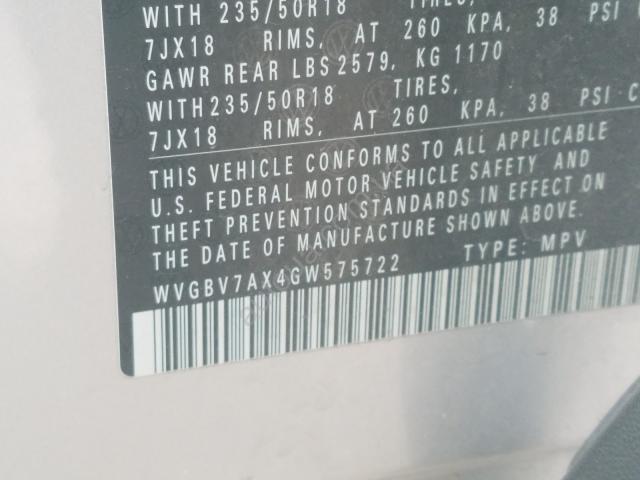 WITH 235/50R18 TIRES,
7JX18 RIMS, AT 260 KPA, 38 PSI
GAWR REAR LBS 2579, KG 1170
WITH 235/50R18 TIRES,
7JX18 RIMS, AT 260 KPA, 38 PSI C
THIS VEHICLE CONFORMS TO ALL APPLICABLE
U.S. FEDERAL MOTOR VEHICLE SAFETY AND
THEFT PREVENTION STANDARDS IN EFFECT ON
THE DATE OF MANUFACTURE SHOWN ABOVE.
WVGBV7AX4GW575722 TYPE: MPV